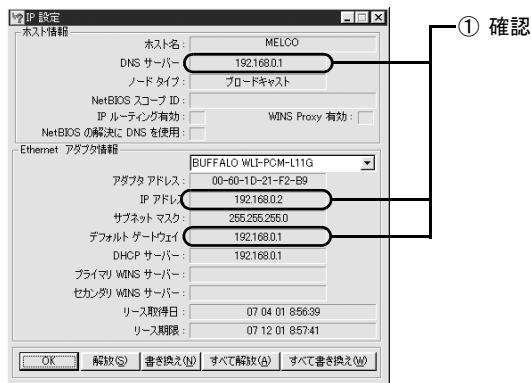 IP 設定
① 確認
ホスト情報
ホスト名： MELCO
DNS サーバー： 192.168.0.1
ノード タイプ： ブロードキャスト
NetBIOS スコープ ID：
IP ルーティング有効： WINS Proxy 有効：
NetBIOS の解決に DNS を使用：
Ethernet アダプタ情報
BUFFALO WLI-PCM-L11G
アダプタ アドレス： 00-60-1D-21-F2-B9
IP アドレス 192.168.0.2
サブネット マスク： 255.255.255.0
デフォルト ゲートウェイ 192.168.0.1
DHCP サーバー： 192.168.0.1
プライマリ WINS サーバー：
セカンダリ WINS サーバー：
リース取得日： 07 04 01 8:56:39
リース期限： 07 12 01 8:57:41
OK 解放(S) 書き換え(N) すべて解放(A) すべて書き換え(W)